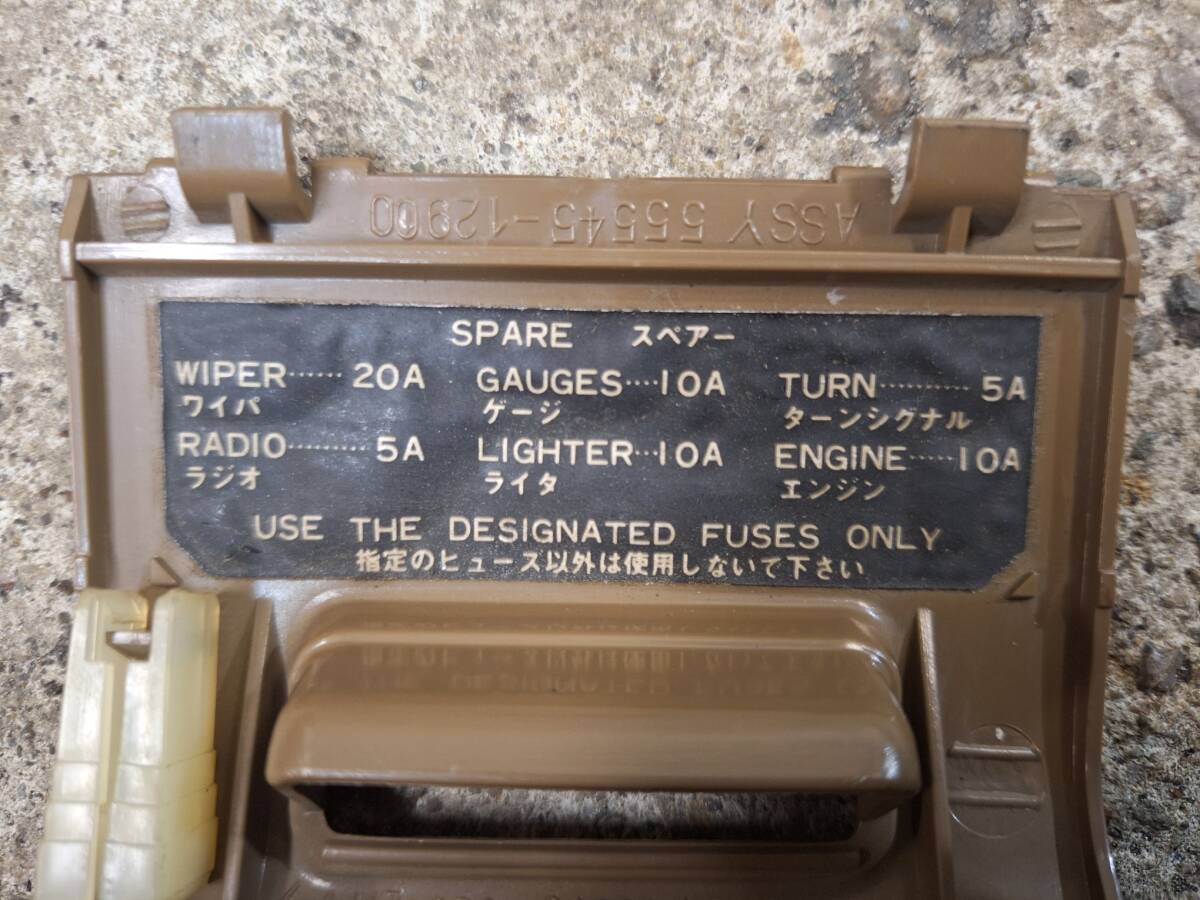 ASSY 55545-12900
SPARE スペアー
WIPER······ 20A GAUGES····10A TURN·········· 5A
ワイパ ゲージ ターンシグナル
RADIO········· 5A LIGHTER···10A ENGINE·····10A
ラジオ ライタ エンジン
USE THE DESIGNATED FUSES ONLY
指定のヒューズ以外は使用しないで下さい